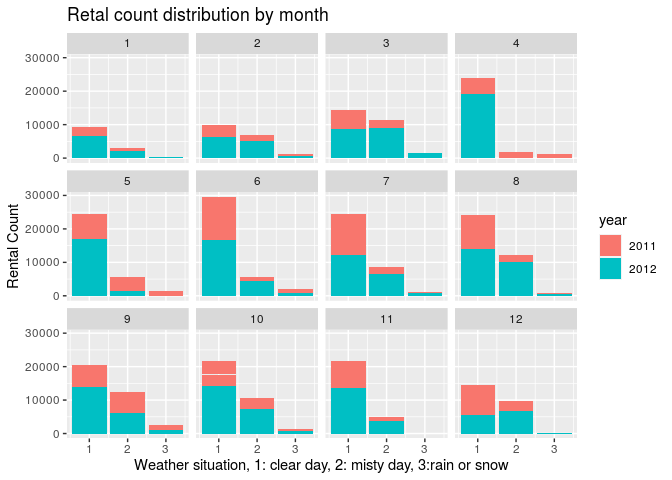 Retal count distribution by month
1 2 3 4
30000
20000
10000
0
5 6 7 8
30000
20000
10000
0
9 10 11 12
30000
20000
10000
0
1 2 3 1 2 3 1 2 3 1 2 3
Rental Count
Weather situation, 1: clear day, 2: misty day, 3:rain or snow
year
2011
2012